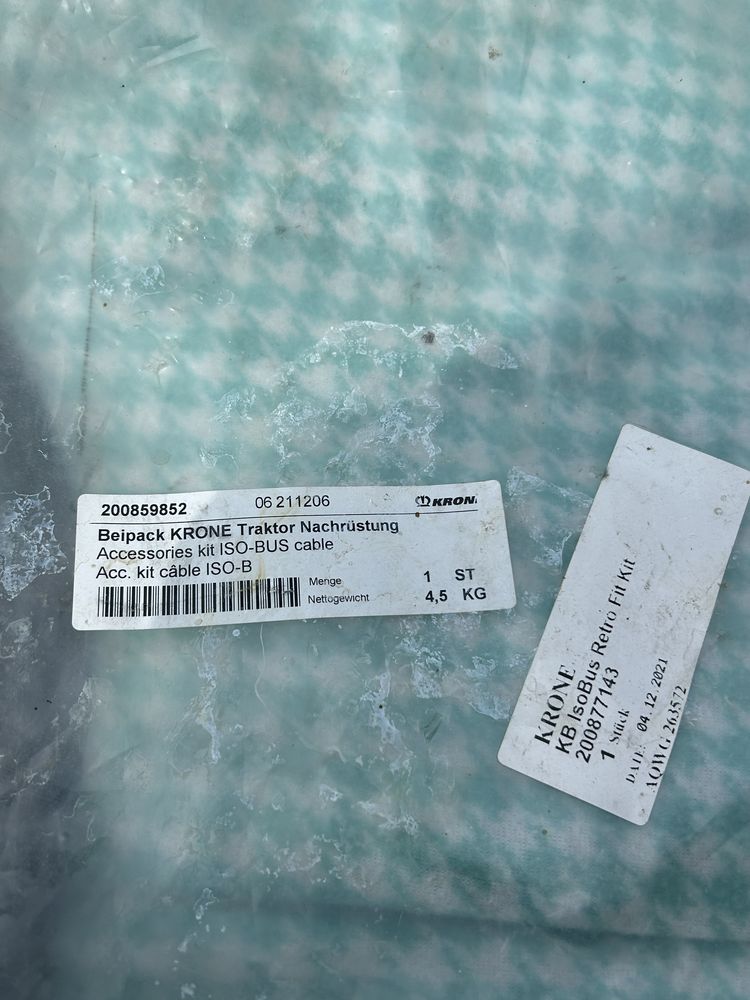 200859852 06 211206 KRON
Beipack KRONE Traktor Nachrüstung
Accessories kit ISO-BUS cable
Acc. kit câble ISO-B
Menge 1 ST
Nettogewicht 4,5 KG
KRONE
KB IsoBus Retro Fit Kit
200877143
1 Stück
DATE: 04.12.2021
AQWG 263572